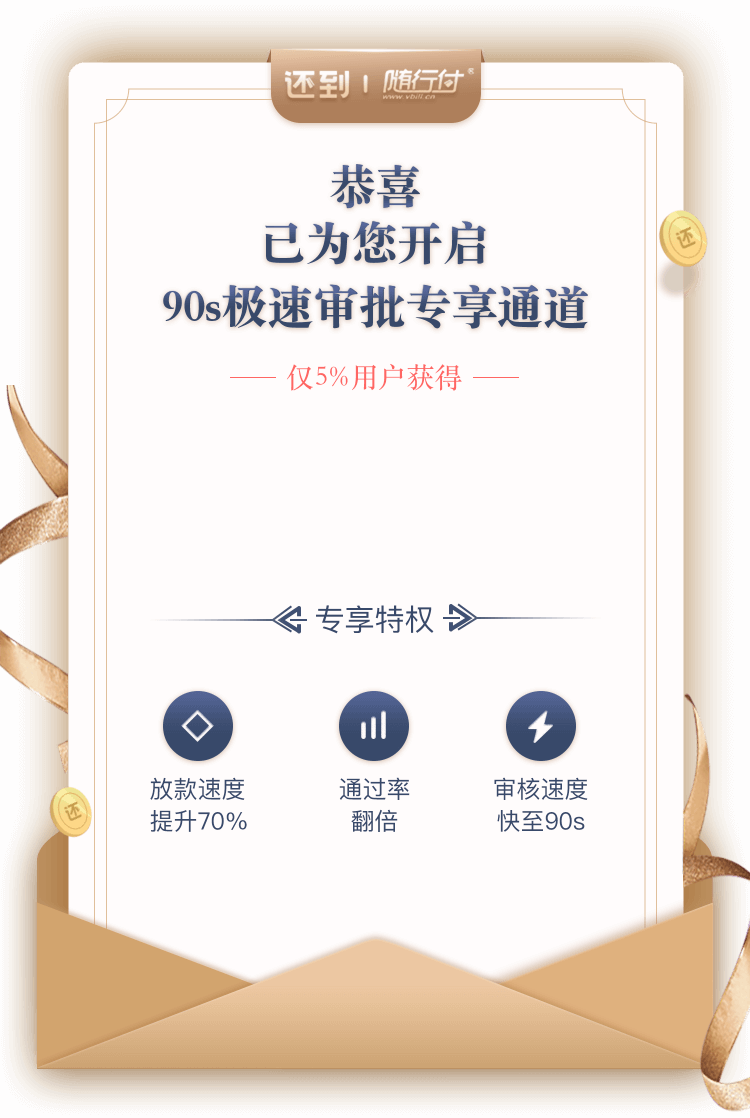 还到 | 随行付®
www.vbill.cn
恭喜
已为您开启
90s极速审批专享通道
仅5%用户获得
还
专享特权
放款速度
提升70%
通过率
翻倍
审核速度
快至90s
还